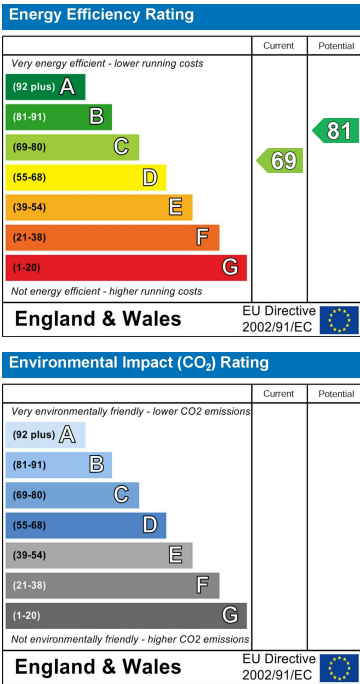 Energy Efficiency Rating
Current Potential
Very energy efficient - lower running costs
(92 plus) A
(81-91) B
(69-80) C
(55-68) D
(39-54) E
(21-38) F
(1-20) G
69
81
Not energy efficient - higher running costs
England & Wales
EU Directive
2002/91/EC
Environmental Impact (CO₂) Rating
Current Potential
Very environmentally friendly - lower CO2 emissions
(92 plus) A
(81-91) B
(69-80) C
(55-68) D
(39-54) E
(21-38) F
(1-20) G
Not environmentally friendly - higher CO2 emissions
England & Wales
EU Directive
2002/91/EC